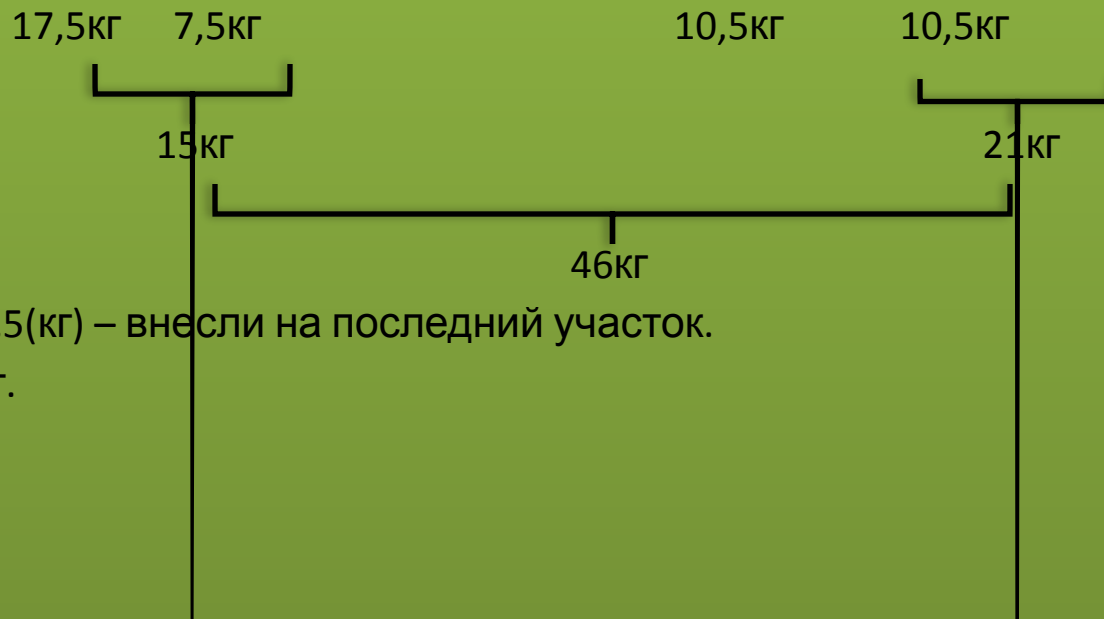 17,5кг 7,5кг 10,5кг 10,5кг
15кг 21кг
46кг
5(кг) – внесли на последний участок.
г.